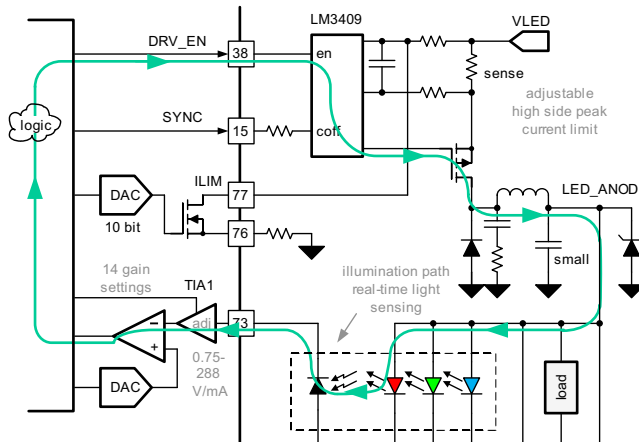 LM3409
VLED
DRV_EN
38
en
sense
adjustable
high side peak
current limit
logic
SYNC
15
coff
DAC
10 bit
ILIM
77
76
LED_ANOD
small
14 gain
settings
TIA1
illumination path
real-time light
sensing
adj
73
−
+
0.75-
288
V/mA
DAC
load